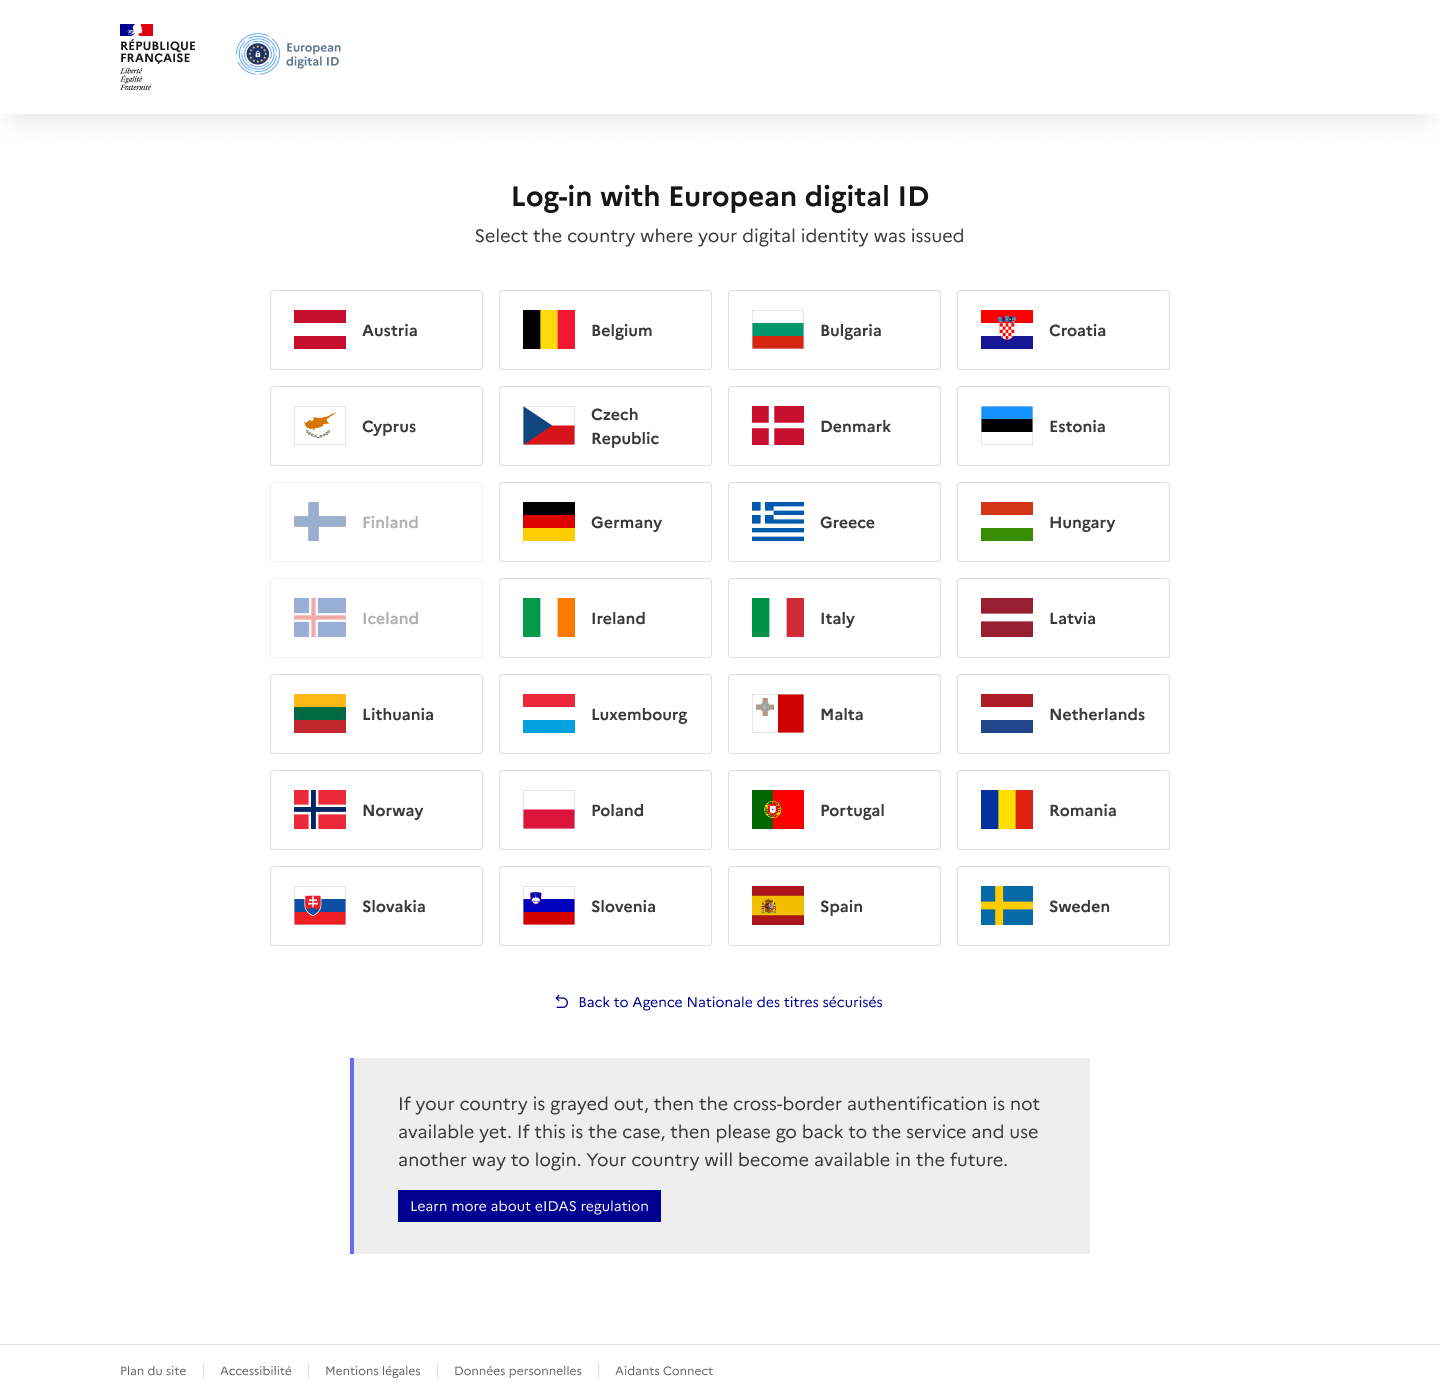 RÉPUBLIQUE
FRANÇAISE
Liberté
Égalité
Fraternité
European
digital ID
Log-in with European digital ID
Select the country where your digital identity was issued
Austria
Belgium
Bulgaria
Croatia
Cyprus
Czech
Republic
Denmark
Estonia
Finland
Germany
Greece
Hungary
Iceland
Ireland
Italy
Latvia
Lithuania
Luxembourg
Malta
Netherlands
Norway
Poland
Portugal
Romania
Slovakia
Slovenia
Spain
Sweden
Back to Agence Nationale des titres sécurisés
If your country is grayed out, then the cross-border authentification is not
available yet. If this is the case, then please go back to the service and use
another way to login. Your country will become available in the future.
Learn more about eIDAS regulation
Plan du site
Accessibilité
Mentions légales
Données personnelles
Aidants Connect